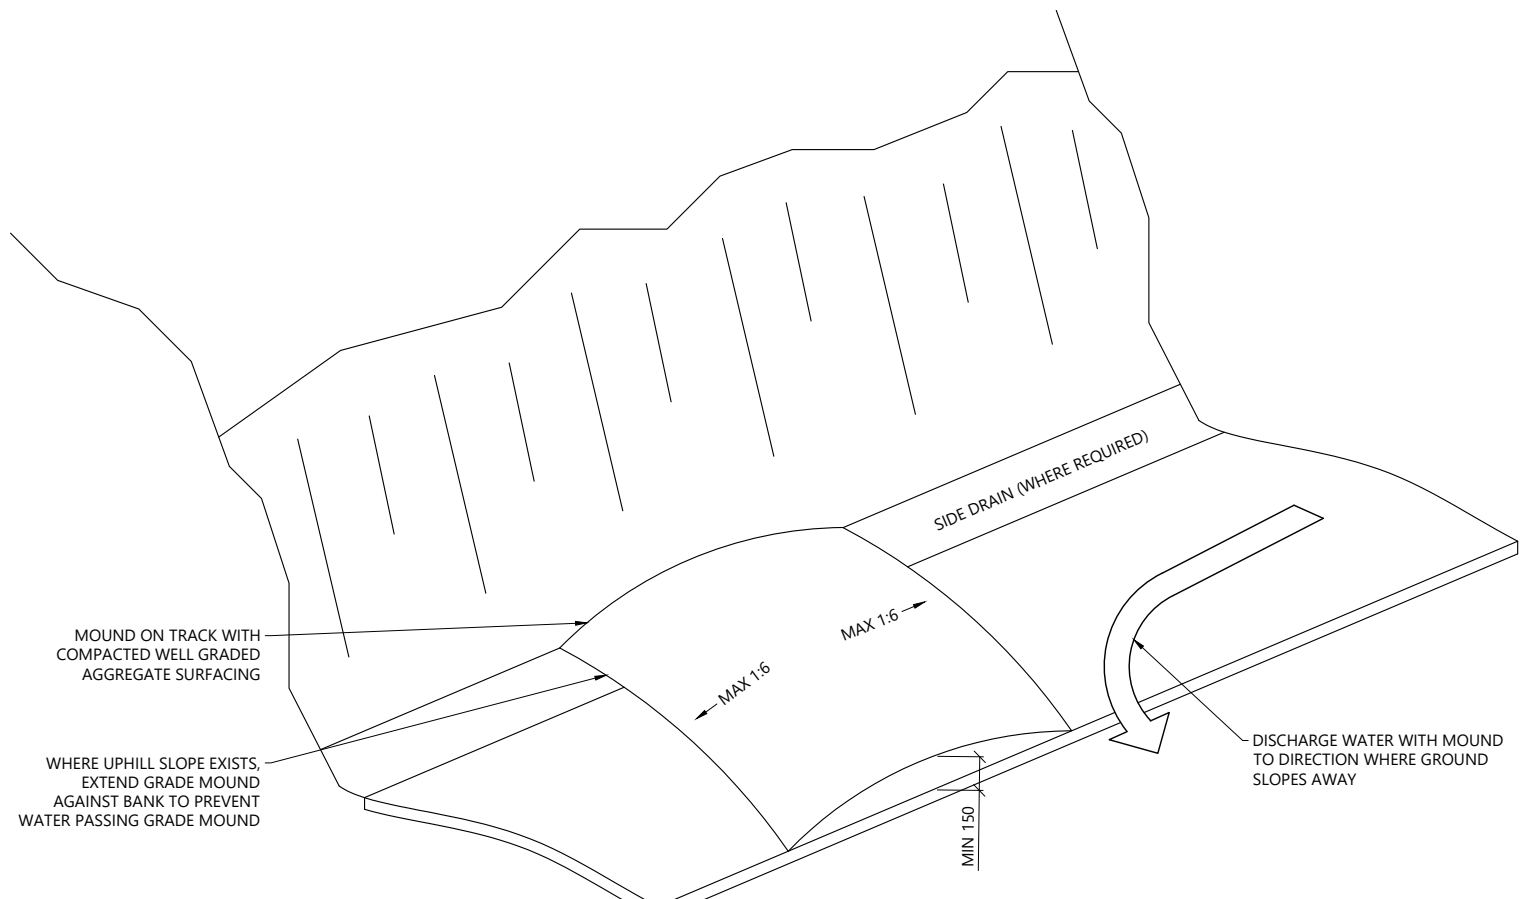 SIDE DRAIN (WHERE REQUIRED)
MAX 1:6
MAX 1:6
MOUND ON TRACK WITH
COMPACTED WELL GRADED
AGGREGATE SURFACING
WHERE UPHILL SLOPE EXISTS,
EXTEND GRADE MOUND
AGAINST BANK TO PREVENT
WATER PASSING GRADE MOUND
DISCHARGE WATER WITH MOUND
TO DIRECTION WHERE GROUND
SLOPES AWAY
MIN 150